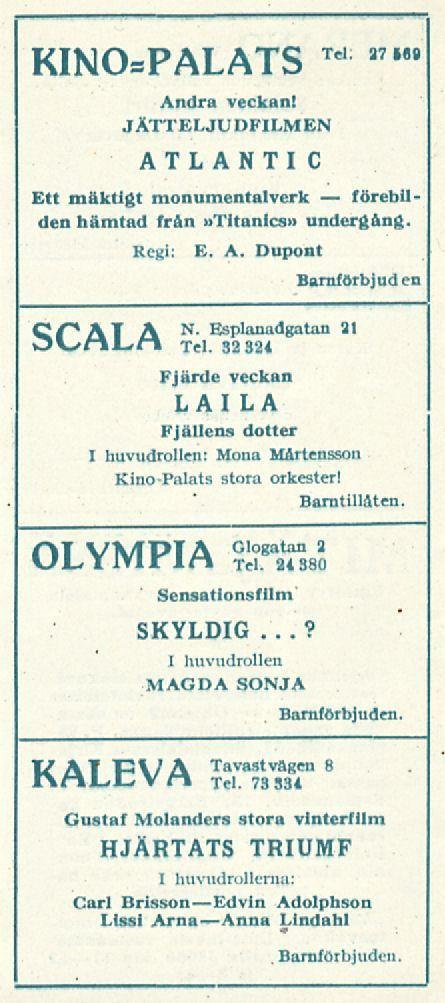 KINO=PALATS Tel. 27 569
Andra veckan!
JÄTTELJUDFILMEN
ATLANTIC
Ett mäktigt monumentalverk — förebil-
den hämtad från »Titanics» undergång.
Regi: E. A. Dupont
Barnförbjuden
SCALA N. Esplanadgatan 21
Tel. 32 324
Fjärde veckan
LAILA
Fjällens dotter
I huvudrollen: Mona Mårtensson
Kino-Palats stora orkester!
Barntillåten.
OLYMPIA Glogatan 2
Tel. 24 380
Sensationsfilm
SKYLDIG ... ?
I huvudrollen
MAGDA SONJA
Barnförbjuden.
KALEVA Tavastvägen 8
Tel. 73 334
Gustaf Molanders stora vinterfilm
HJÄRTATS TRIUMF
I huvudrollerna:
Carl Brisson—Edvin Adolphson
Lissi Arna—Anna Lindahl
Barnförbjuden.